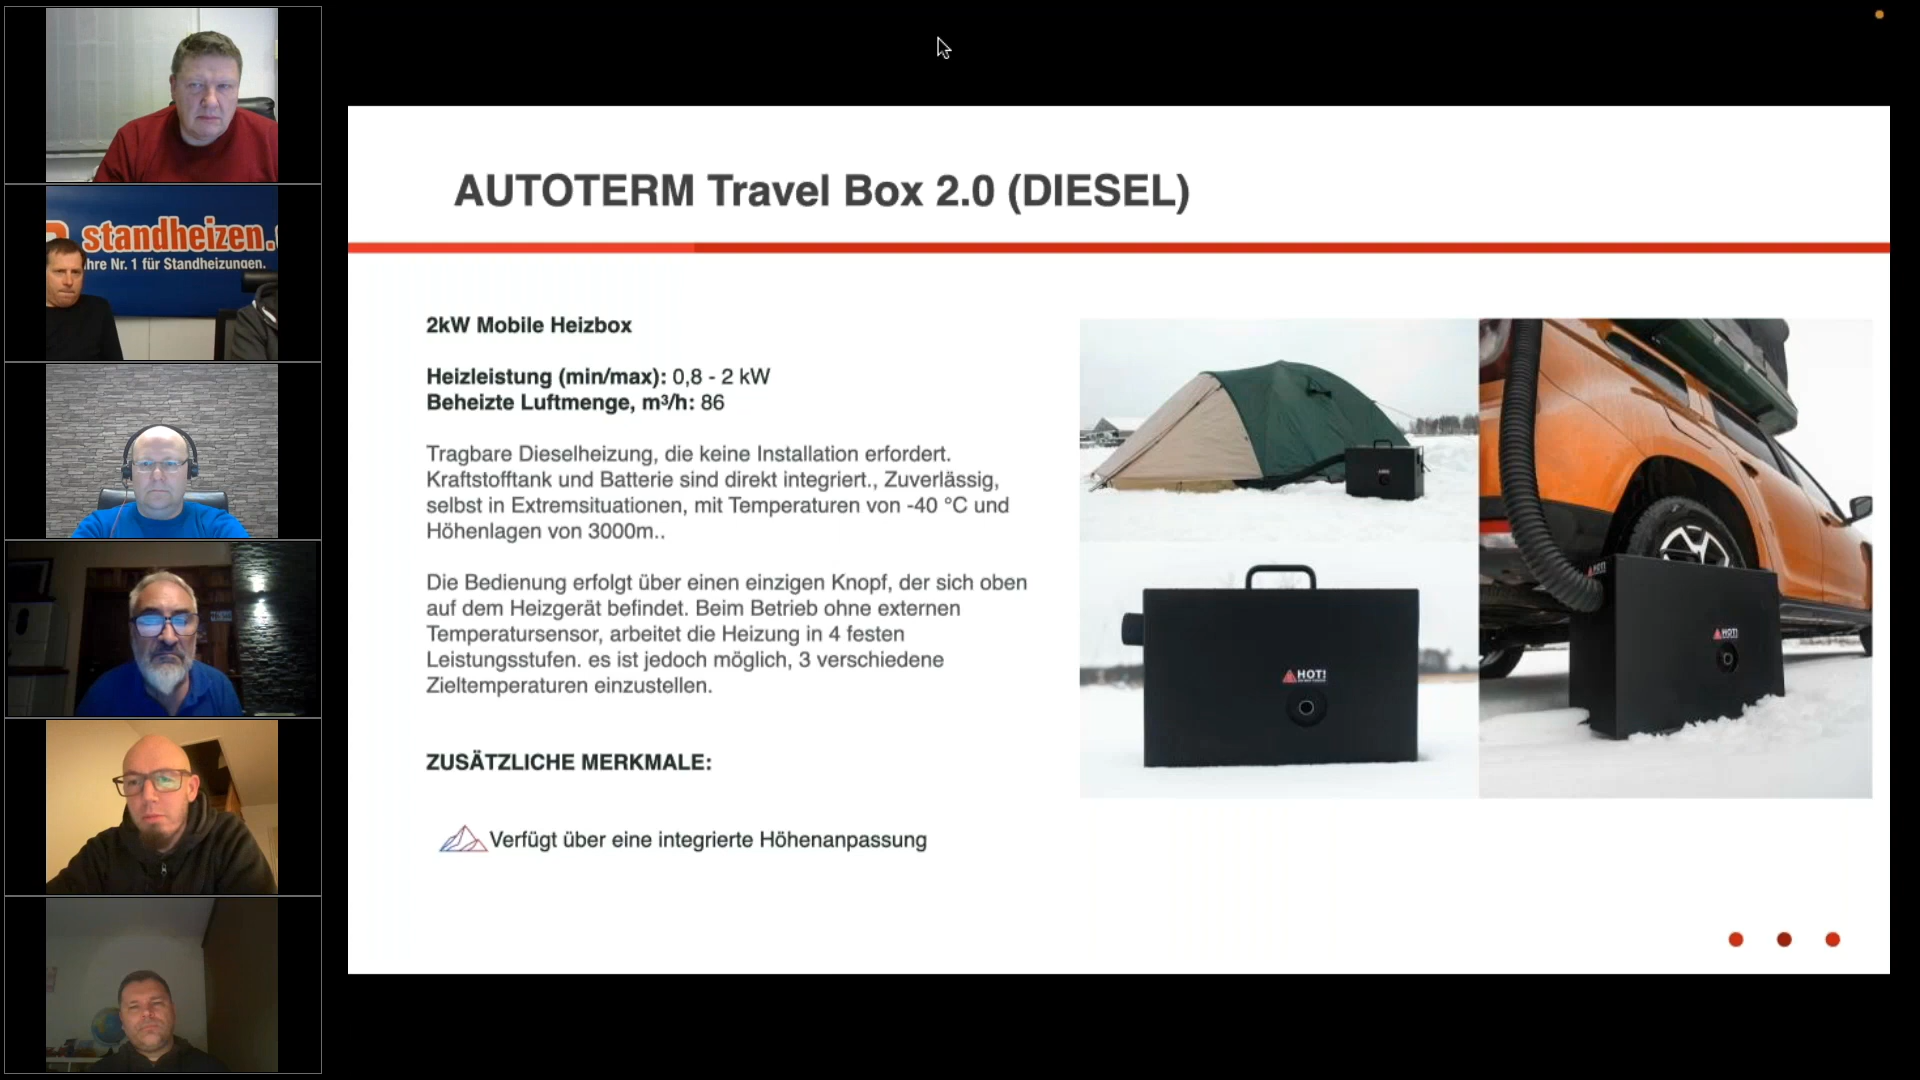 standheizen.
hre Nr. 1 für Standheizungen.
AUTOTERM Travel Box 2.0 (DIESEL)
2kW Mobile Heizbox
Heizleistung (min/max): 0,8 - 2 kW
Beheizte Luftmenge, m³/h: 86
Tragbare Dieselheizung, die keine Installation erfordert.
Kraftstofftank und Batterie sind direkt integriert., Zuverlässig,
selbst in Extremsituationen, mit Temperaturen von -40 °C und
Höhenlagen von 3000m..
Die Bedienung erfolgt über einen einzigen Knopf, der sich oben
auf dem Heizgerät befindet. Beim Betrieb ohne externen
Temperatursensor, arbeitet die Heizung in 4 festen
Leistungsstufen. es ist jedoch möglich, 3 verschiedene
Zieltemperaturen einzustellen.
ZUSÄTZLICHE MERKMALE:
Verfügt über eine integrierte Höhenanpassung
HOT!
HOT!
HOT!